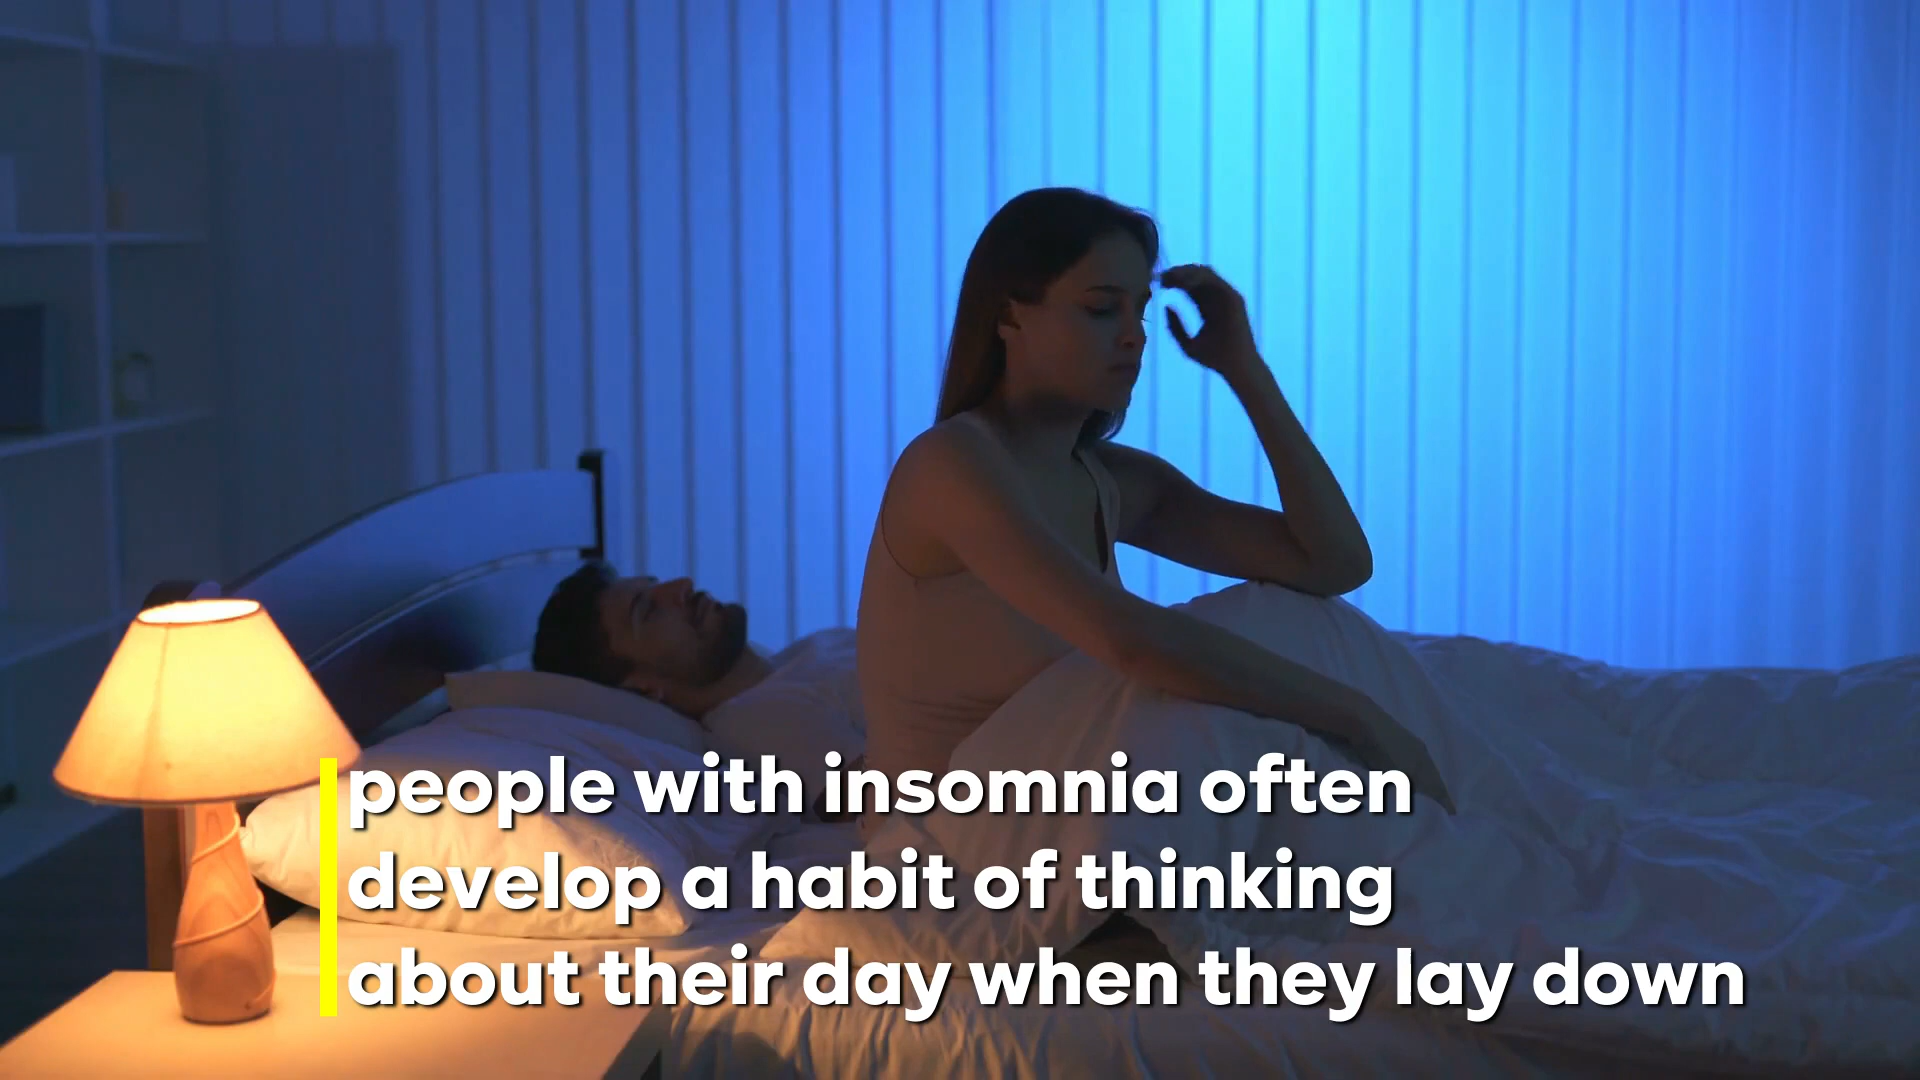 people with insomnia often
develop a habit of thinking
about their day when they lay down